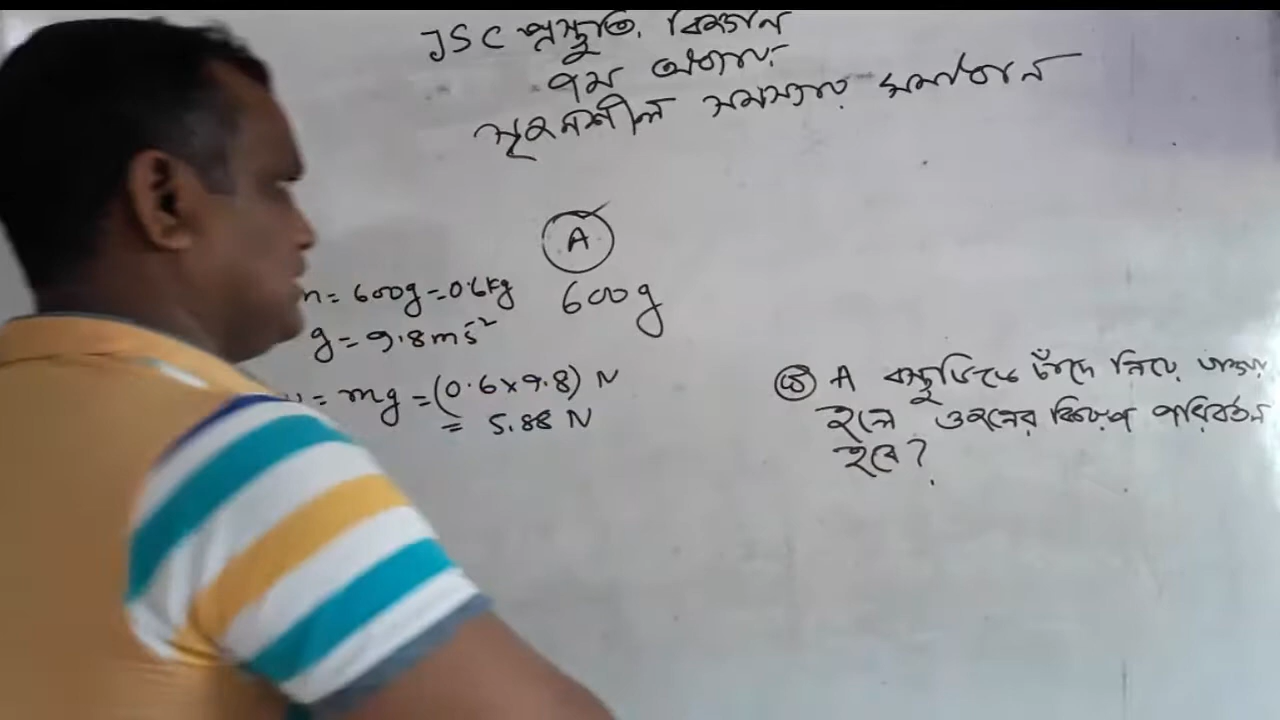 JSC প্রস্তুতি, বিজ্ঞান
৭ম অধ্যায়
সৃজনশীল সমস্যার সমাধান
A
600g
m = 600g = 0.6kg
g = 9.8ms⁻²
= mg = (0.6×9.8) N
= 5.88 N
ঘ A বস্তুটিকে চাঁদে নিয়ে যাওয়া
হলে ওজনের কিরূপ পরিবর্তন
হবে?